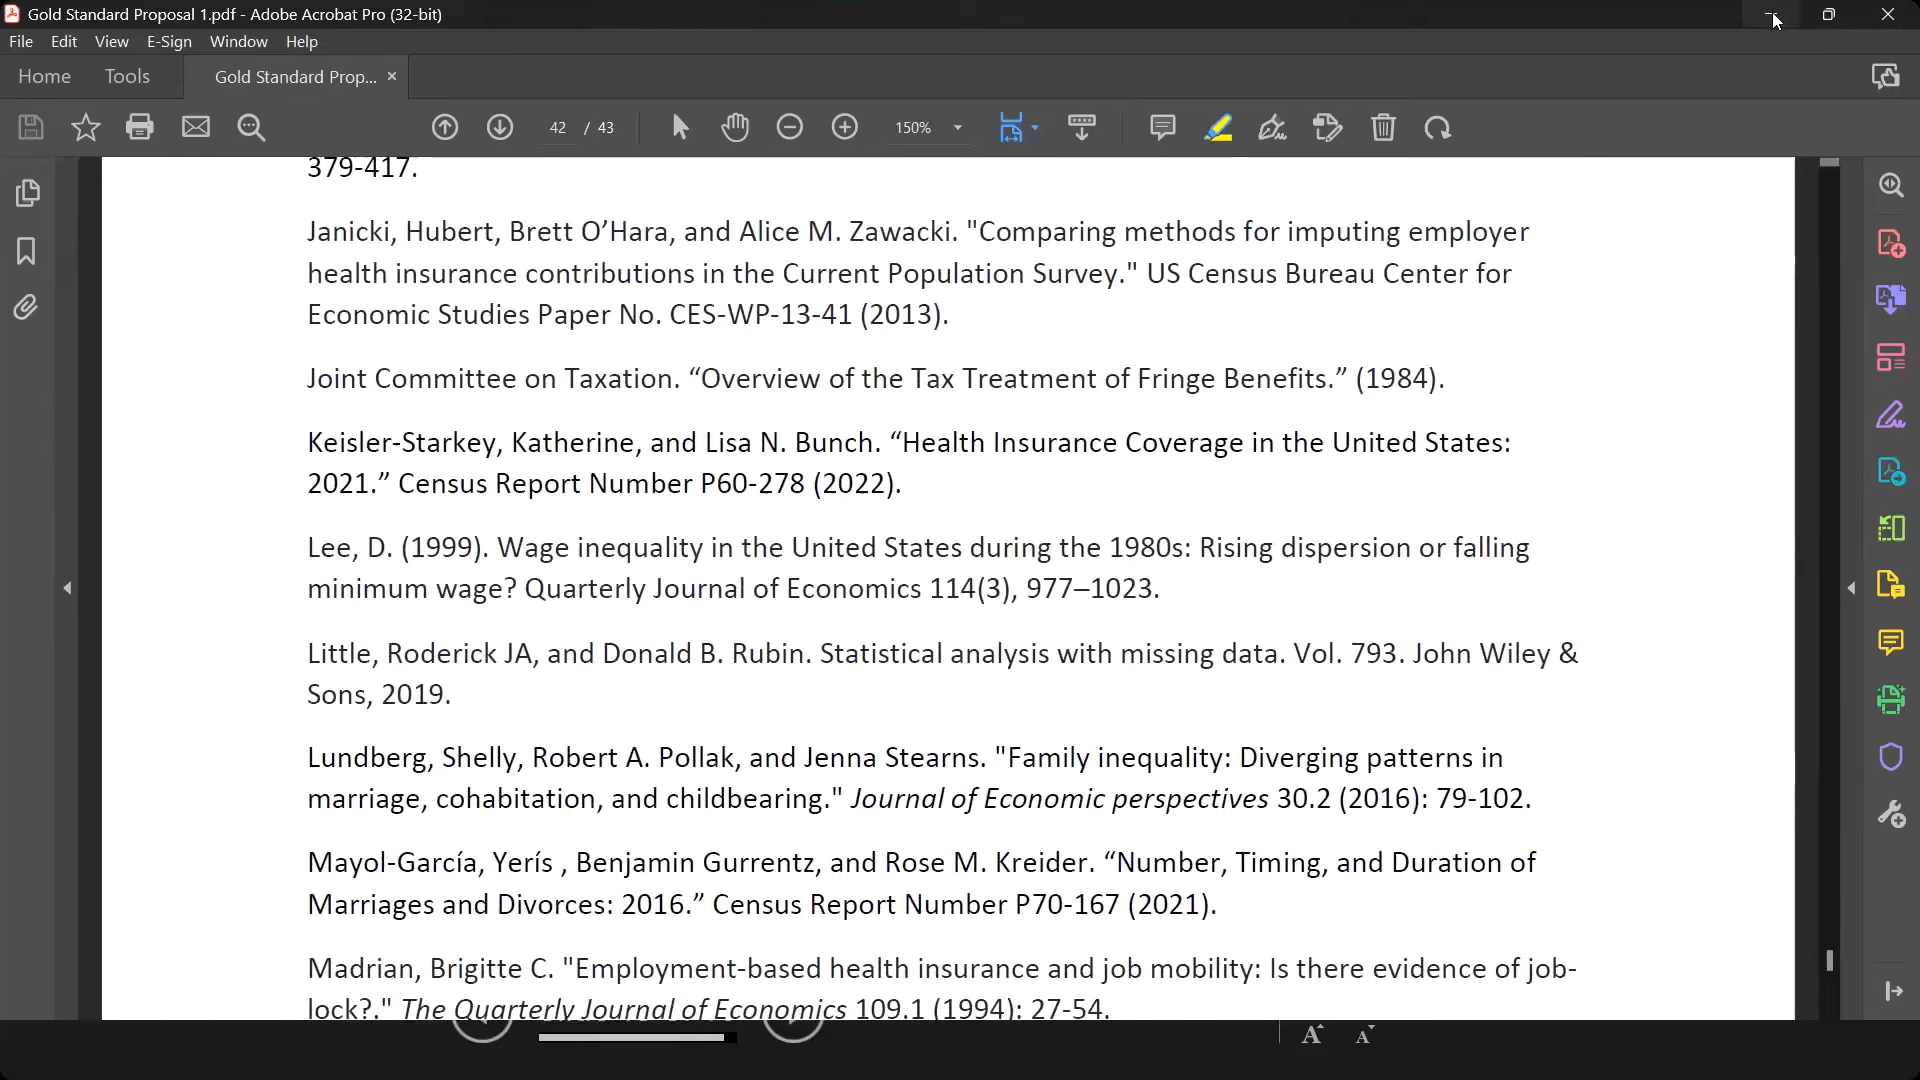 Gold Standard Proposal 1.pdf - Adobe Acrobat Pro (32-bit)
File Edit View E-Sign Window Help
Home Tools Gold Standard Prop... ×
42 / 43 150%
379-417.
Janicki, Hubert, Brett O’Hara, and Alice M. Zawacki. "Comparing methods for imputing employer
health insurance contributions in the Current Population Survey." US Census Bureau Center for
Economic Studies Paper No. CES-WP-13-41 (2013).
Joint Committee on Taxation. “Overview of the Tax Treatment of Fringe Benefits.” (1984).
Keisler-Starkey, Katherine, and Lisa N. Bunch. “Health Insurance Coverage in the United States:
2021.” Census Report Number P60-278 (2022).
Lee, D. (1999). Wage inequality in the United States during the 1980s: Rising dispersion or falling
minimum wage? Quarterly Journal of Economics 114(3), 977–1023.
Little, Roderick JA, and Donald B. Rubin. Statistical analysis with missing data. Vol. 793. John Wiley &
Sons, 2019.
Lundberg, Shelly, Robert A. Pollak, and Jenna Stearns. "Family inequality: Diverging patterns in
marriage, cohabitation, and childbearing." Journal of Economic perspectives 30.2 (2016): 79-102.
Mayol-García, Yerís , Benjamin Gurrentz, and Rose M. Kreider. “Number, Timing, and Duration of
Marriages and Divorces: 2016.” Census Report Number P70-167 (2021).
Madrian, Brigitte C. "Employment-based health insurance and job mobility: Is there evidence of job-
lock?." The Quarterly Journal of Economics 109.1 (1994): 27-54.
A A